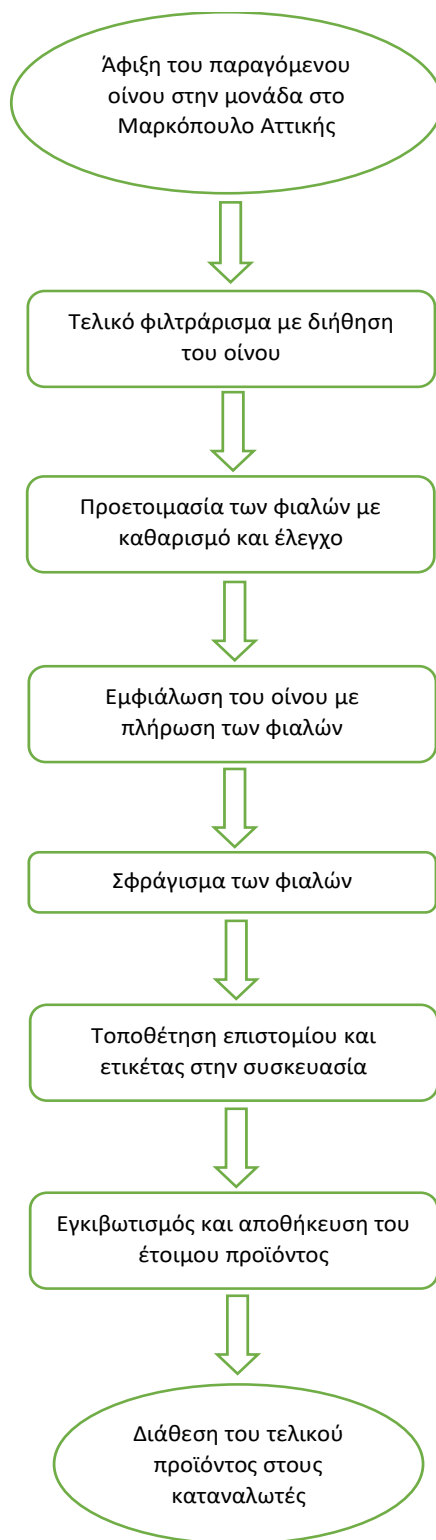 Άφιξη του παραγόμενου
οίνου στην μονάδα στο
Μαρκόπουλο Αττικής
Τελικό φιλτράρισμα με διήθηση
του οίνου
Προετοιμασία των φιαλών με
καθαρισμό και έλεγχο
Εμφιάλωση του οίνου με
πλήρωση των φιαλών
Σφράγισμα των φιαλών
Τοποθέτηση επιστομίου και
ετικέτας στην συσκευασία
Εγκιβωτισμός και αποθήκευση του
έτοιμου προϊόντος
Διάθεση του τελικού
προϊόντος στους
καταναλωτές